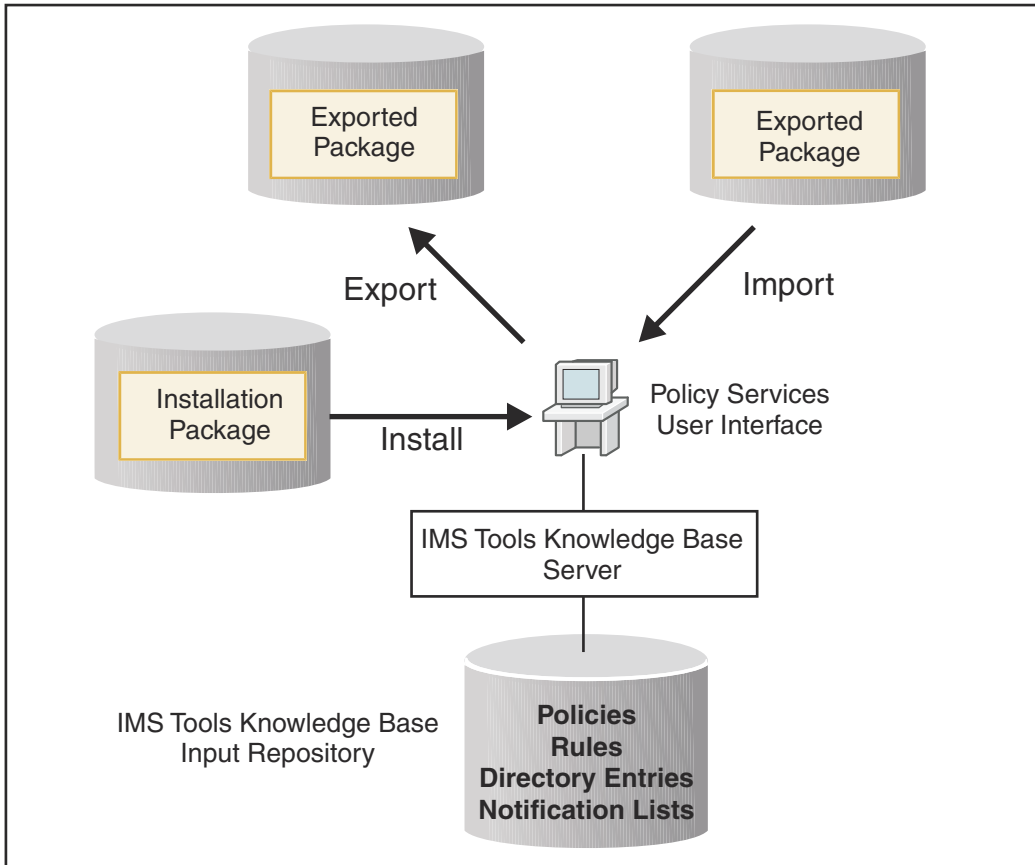 Exported
Package
Exported
Package
Export
Import
Installation
Package
Install
Policy Services
User Interface
IMS Tools Knowledge Base
Server
IMS Tools Knowledge Base
Input Repository
Policies
Rules
Directory Entries
Notification Lists